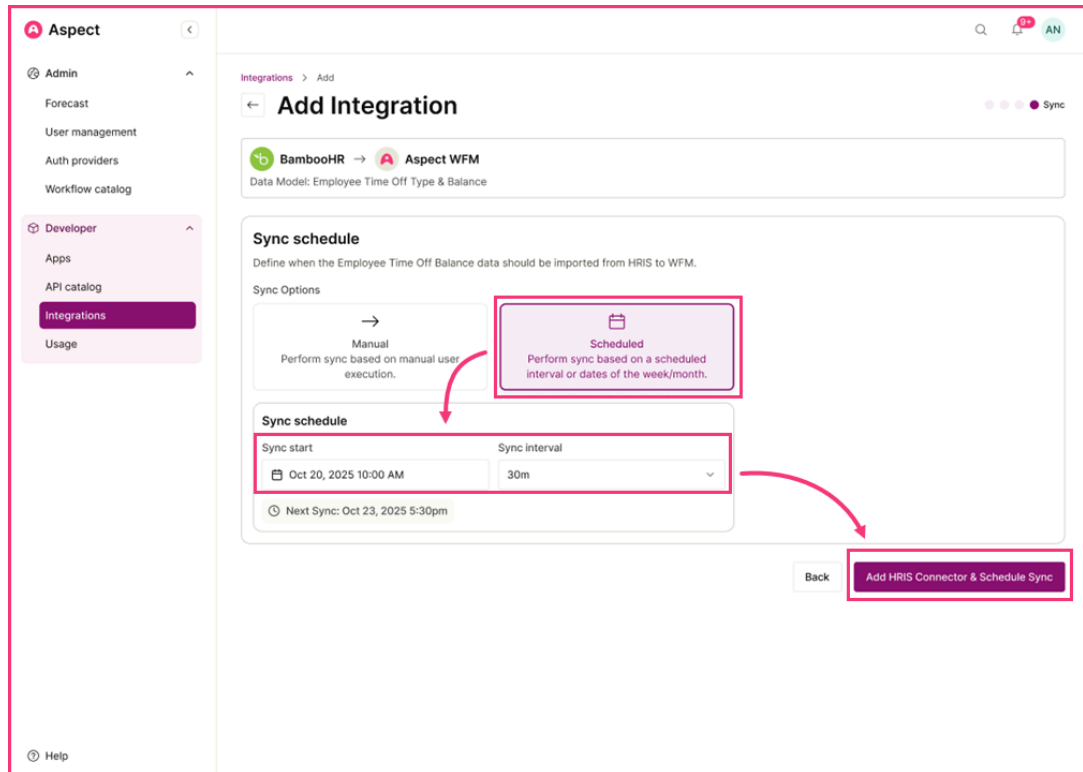 Aspect
9+
AN
Admin
Forecast
User management
Auth providers
Workflow catalog
Developer
Apps
API catalog
Integrations
Usage
Help
Integrations > Add
Add Integration
Sync
BambooHR → Aspect WFM
Data Model: Employee Time Off Type & Balance
Sync schedule
Define when the Employee Time Off Balance data should be imported from HRIS to WFM.
Sync Options
Manual
Perform sync based on manual user
execution.
Scheduled
Perform sync based on a scheduled
interval or dates of the week/month.
Sync schedule
Sync start
Sync interval
Oct 20, 2025 10:00 AM
30m
Next Sync: Oct 23, 2025 5:30pm
Back
Add HRIS Connector & Schedule Sync